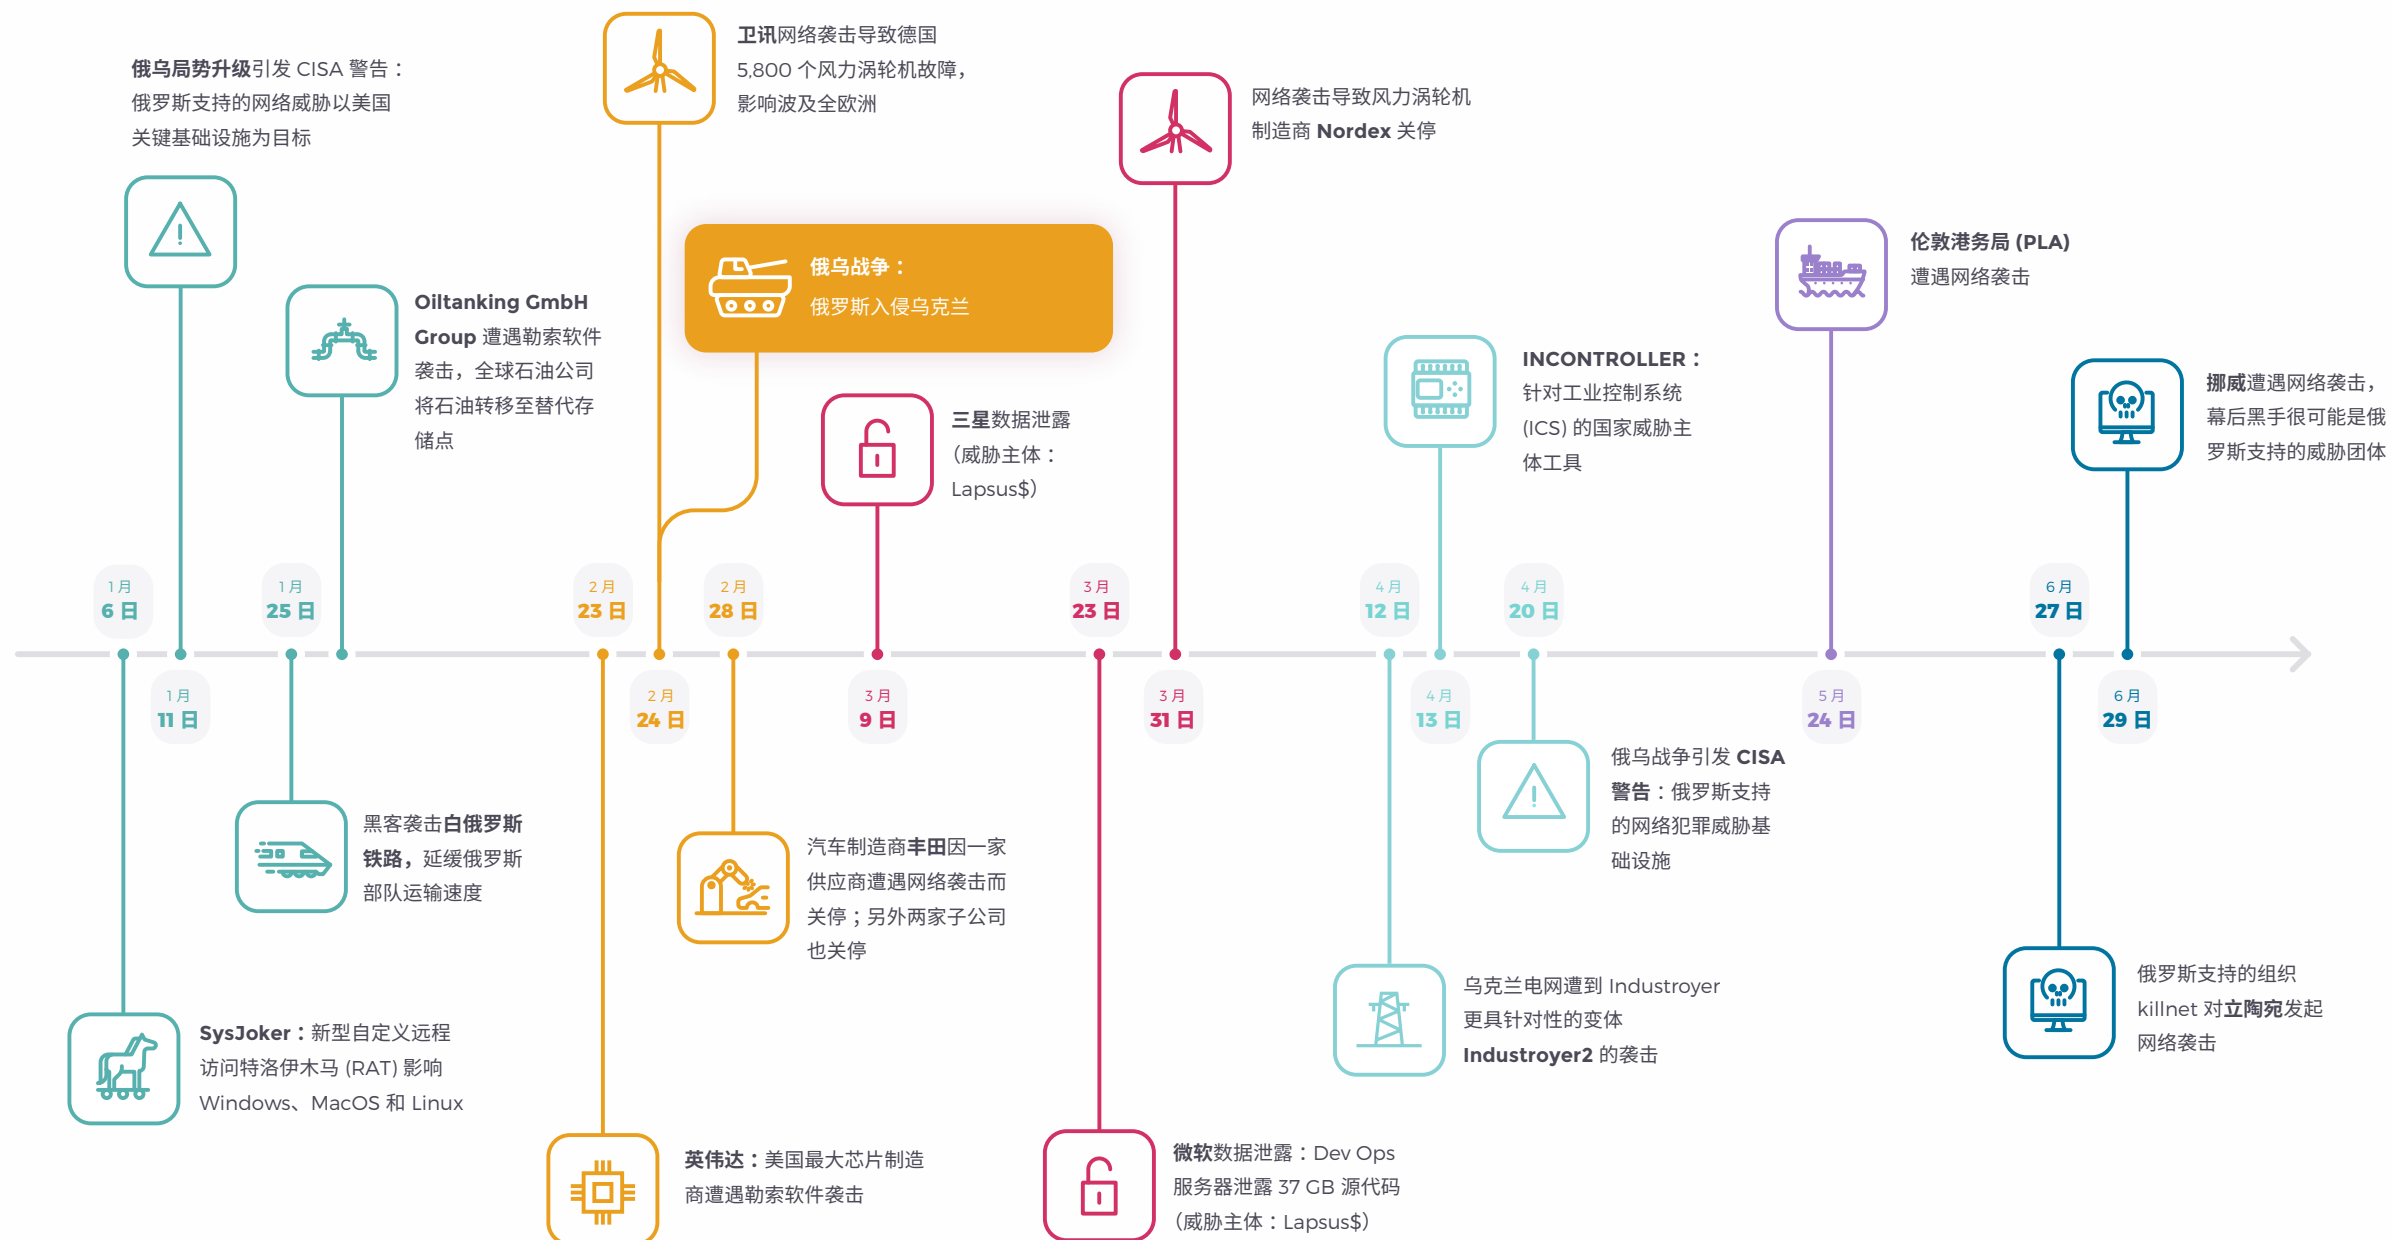 俄乌局势升级引发 CISA 警告：
俄罗斯支持的网络威胁以美国
关键基础设施为目标
Oiltanking GmbH
Group 遭遇勒索软件
袭击，全球石油公司
将石油转移至替代存
储点
卫讯网络袭击导致德国
5,800 个风力涡轮机故障，
影响波及全欧洲
俄乌战争：
俄罗斯入侵乌克兰
三星数据泄露
（威胁主体：
Lapsus$）
网络袭击导致风力涡轮机
制造商 Nordex 关停
INCONTROLLER：
针对工业控制系统
(ICS) 的国家威胁主
体工具
伦敦港务局 (PLA)
遭遇网络袭击
挪威遭遇网络袭击，
幕后黑手很可能是俄
罗斯支持的威胁团体
1 月
6 日
1 月
25 日
2 月
23 日
2 月
28 日
3 月
23 日
4 月
12 日
4 月
20 日
6 月
27 日
1 月
11 日
2 月
24 日
3 月
9 日
3 月
31 日
4 月
13 日
5 月
24 日
6 月
29 日
SysJoker：新型自定义远程
访问特洛伊木马 (RAT) 影响
Windows、MacOS 和 Linux
黑客袭击白俄罗斯
铁路，延缓俄罗斯
部队运输速度
英伟达：美国最大芯片制造
商遭遇勒索软件袭击
汽车制造商丰田因一家
供应商遭遇网络袭击而
关停；另外两家子公司
也关停
微软数据泄露：Dev Ops
服务器泄露 37 GB 源代码
（威胁主体：Lapsus$）
乌克兰电网遭到 Industroyer
更具针对性的变体
Industroyer2 的袭击
俄乌战争引发 CISA
警告：俄罗斯支持
的网络犯罪威胁基
础设施
俄罗斯支持的组织
killnet 对立陶宛发起
网络袭击